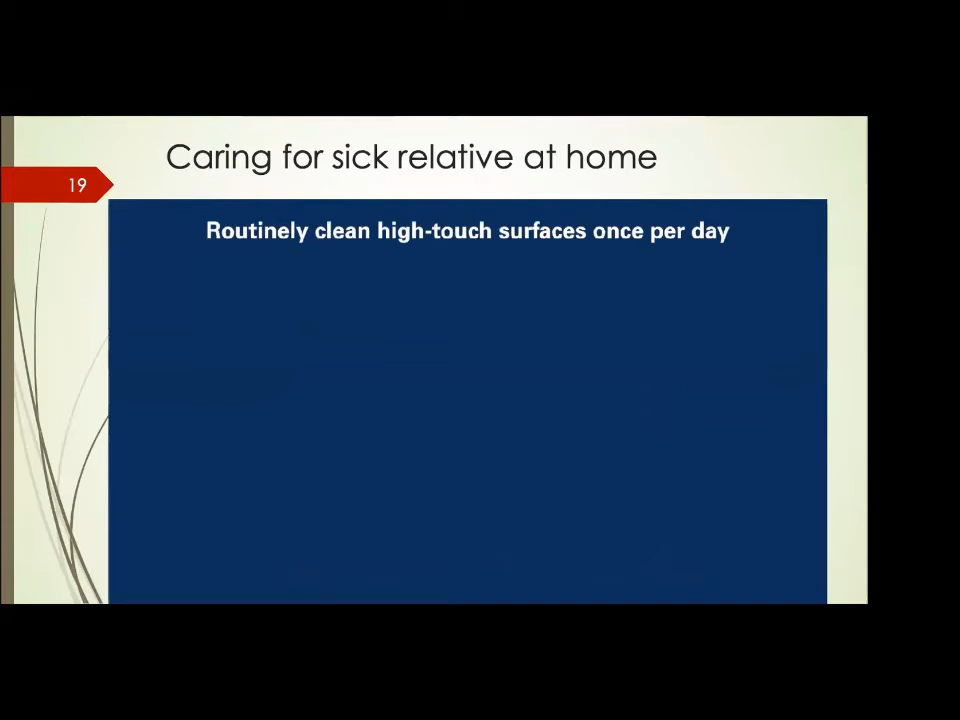 Caring for sick relative at home
19
Routinely clean high-touch surfaces once per day